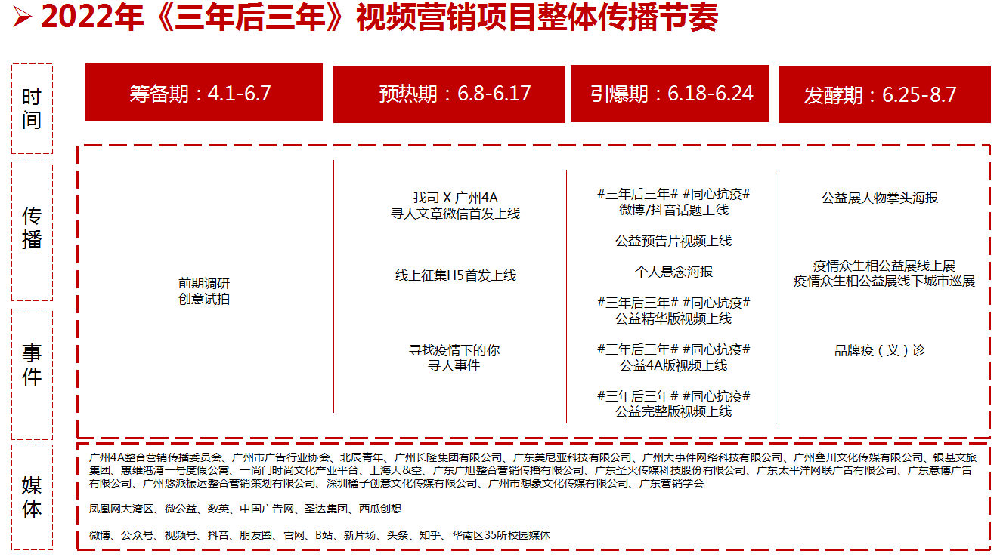 2022年《三年后三年》视频营销项目整体传播节奏
时间
筹备期：4.1-6.7
预热期：6.8-6.17
引爆期：6.18-6.24
发酵期：6.25-8.7
传播
事件
前期调研
创意试拍
我司 X 广州4A
寻人文章微信首发上线
线上征集H5首发上线
寻找疫情下的你
寻人事件
#三年后三年# #同心抗疫#
微博/抖音话题上线
公益预告片视频上线
个人悬念海报
#三年后三年# #同心抗疫#
公益精华版视频上线
#三年后三年# #同心抗疫#
公益4A版视频上线
#三年后三年# #同心抗疫#
公益完整版视频上线
公益展人物拳头海报
疫情众生相公益展线上展
疫情众生相公益展线下城市巡展
品牌疫（义）诊
媒体
广州4A整合营销传播委员会、广州市广告行业协会、北辰青年、广州长隆集团有限公司、广东美尼亚科技有限公司、广州大事件网络科技有限公司、广州叁川文化传媒有限公司、银基文旅
集团、惠维港湾一号度假公寓、一尚门时尚文化产业平台、上海天&空、广东广旭整合营销传播有限公司、广东圣火传媒科技股份有限公司、广东太平洋网联广告有限公司、广东意博广告
有限公司、广州悠派振运整合营销策划有限公司、深圳橘子创意文化传媒有限公司、广州市想象文化传媒有限公司、广东营销学会
凤凰网大湾区、微公益、数英、中国广告网、圣达集团、西瓜创想
微博、公众号、视频号、抖音、朋友圈、官网、B站、新片场、头条、知乎、华南区35所校园媒体